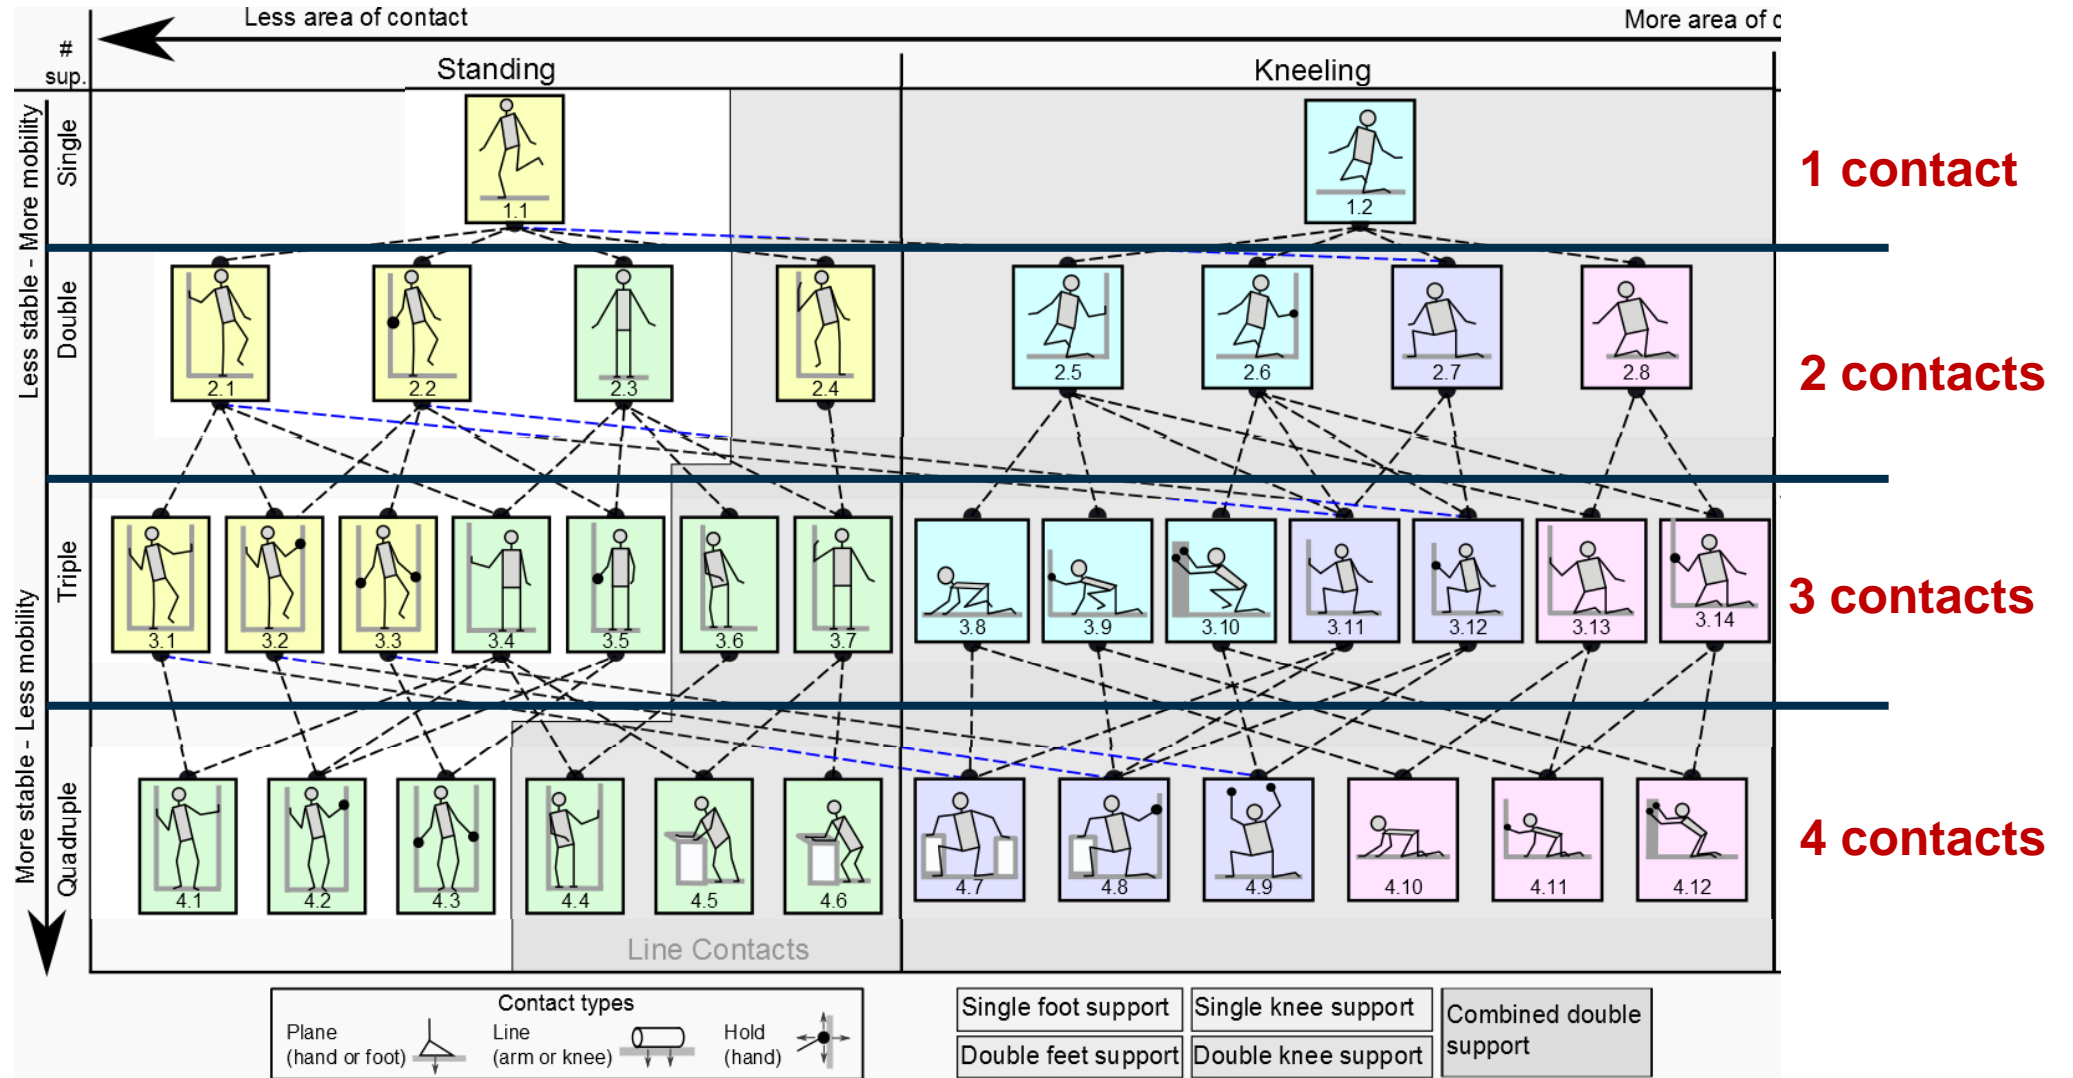 Less area of contact
More area of c
#
sup.
Standing
Kneeling
Less stable - More mobility
More stable - Less mobility
Single
1.1
1.2
1 contact
Double
2.1
2.2
2.3
2.4
2.5
2.6
2.7
2.8
2 contacts
Triple
3.1
3.2
3.3
3.4
3.5
3.6
3.7
3.8
3.9
3.10
3.11
3.12
3.13
3.14
3 contacts
Quadruple
4.1
4.2
4.3
4.4
4.5
4.6
4.7
4.8
4.9
4.10
4.11
4.12
4 contacts
Line Contacts
Contact types
Plane
(hand or foot)
Line
(arm or knee)
Hold
(hand)
Single foot support
Single knee support
Double feet support
Double knee support
Combined double
support